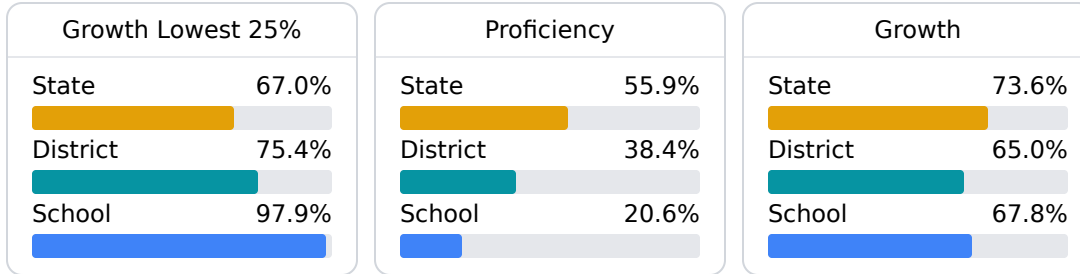 Growth Lowest 25%
State 67.0%
District 75.4%
School 97.9%
Proficiency
State 55.9%
District 38.4%
School 20.6%
Growth
State 73.6%
District 65.0%
School 67.8%